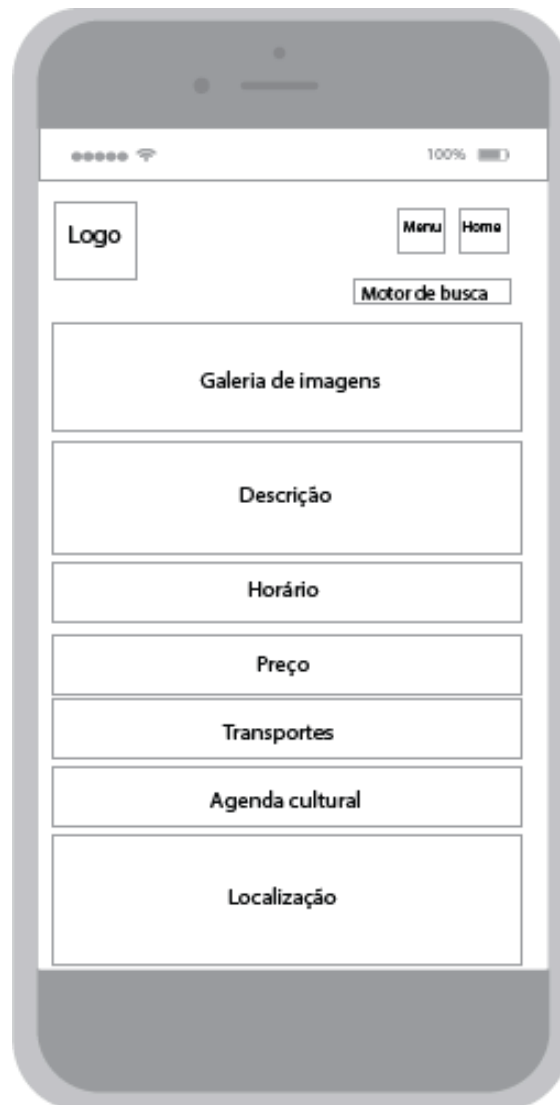 100%
Logo
Menu
Home
Motor de busca
Galeria de imagens
Descrição
Horário
Preço
Transportes
Agenda cultural
Localização